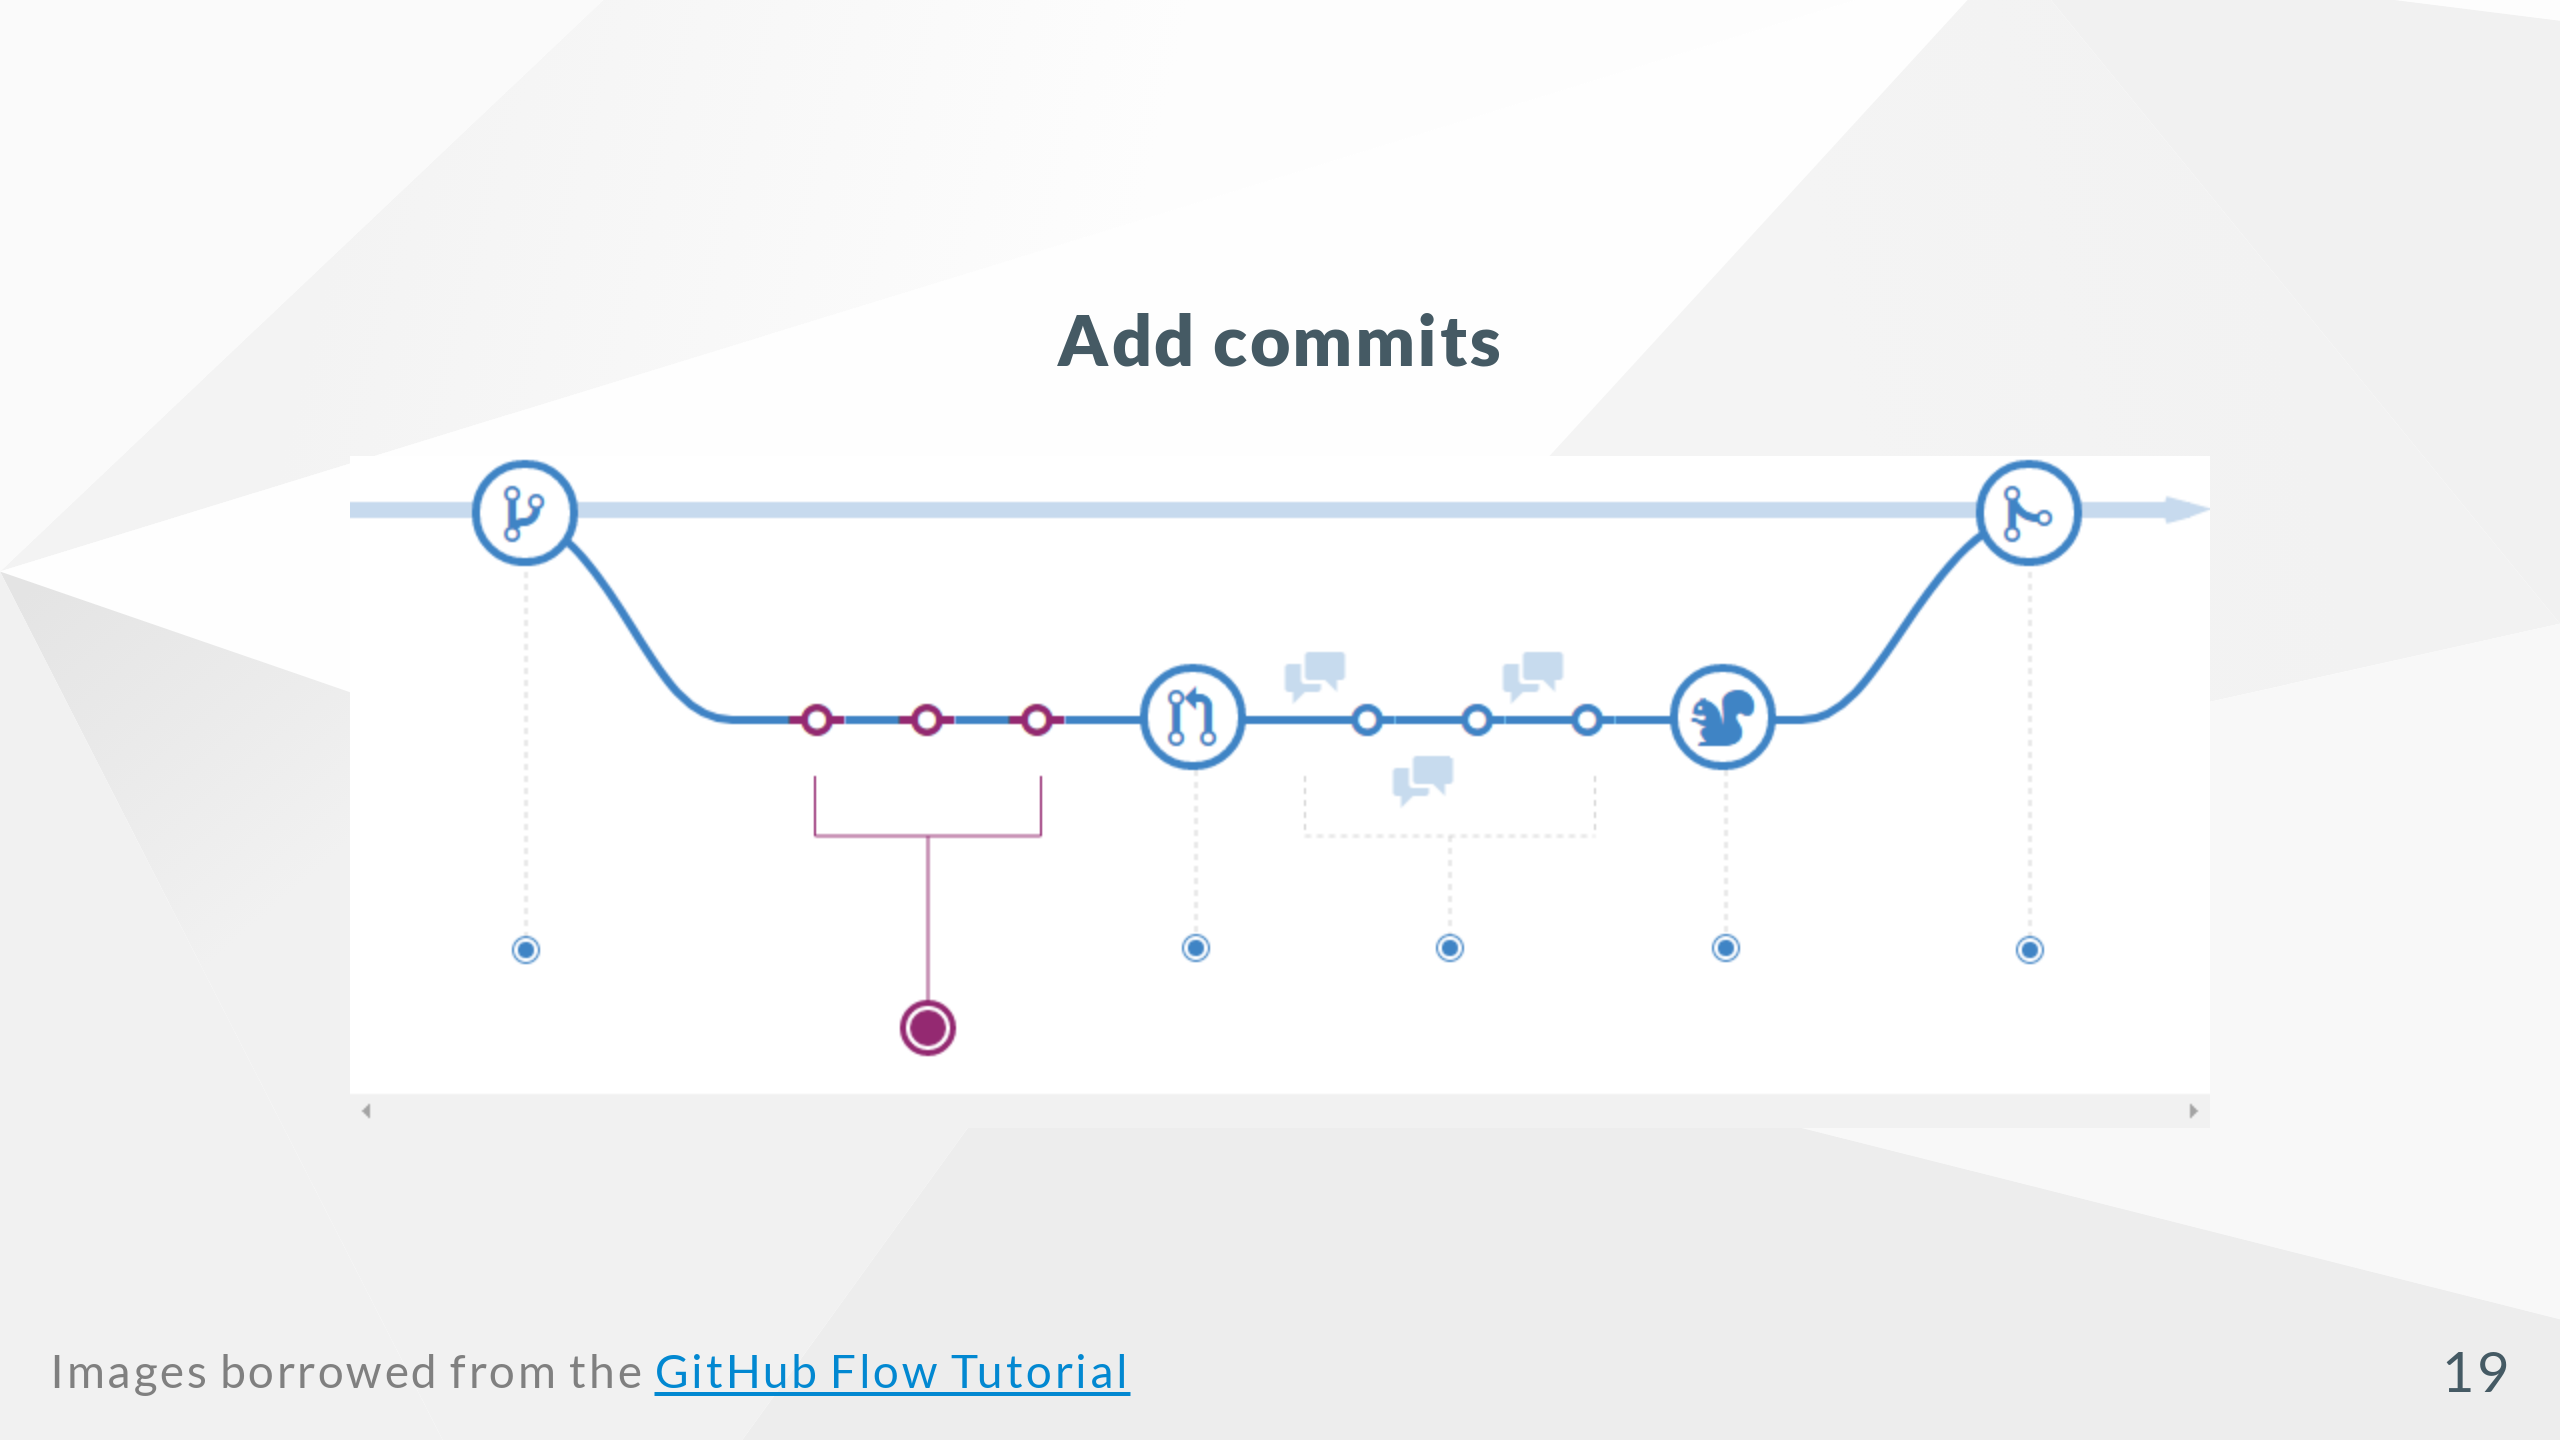 Add commits
Images borrowed from the GitHub Flow Tutorial
19